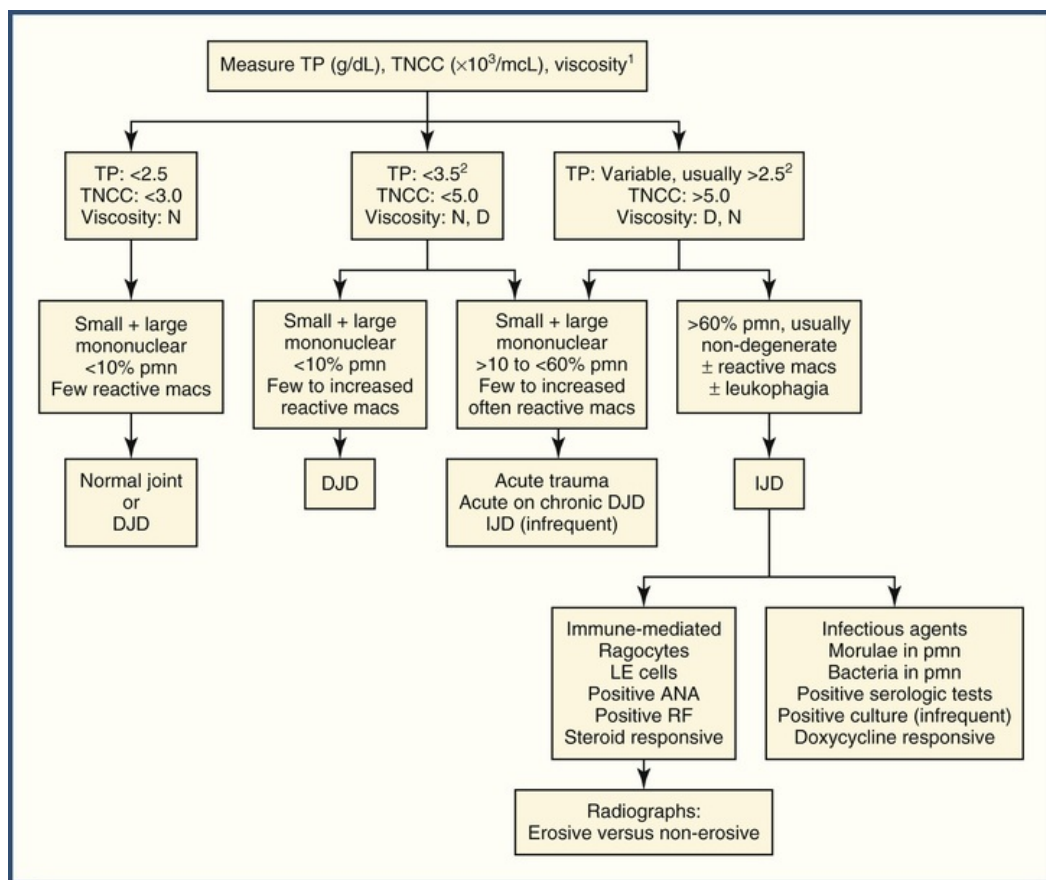 Measure TP (g/dL), TNCC (×10³/mcL), viscosity¹
TP: <2.5
TNCC: <3.0
Viscosity: N
TP: <3.5²
TNCC: <5.0
Viscosity: N, D
TP: Variable, usually >2.5²
TNCC: >5.0
Viscosity: D, N
Small + large
mononuclear
<10% pmn
Few reactive macs
Small + large
mononuclear
<10% pmn
Few to increased
reactive macs
Small + large
mononuclear
>10 to <60% pmn
Few to increased
often reactive macs
>60% pmn, usually
non-degenerate
± reactive macs
± leukophagia
Normal joint
or
DJD
DJD
Acute trauma
Acute on chronic DJD
IJD (infrequent)
IJD
Immune-mediated
Ragocytes
LE cells
Positive ANA
Positive RF
Steroid responsive
Infectious agents
Morulae in pmn
Bacteria in pmn
Positive serologic tests
Positive culture (infrequent)
Doxycycline responsive
Radiographs:
Erosive versus non-erosive